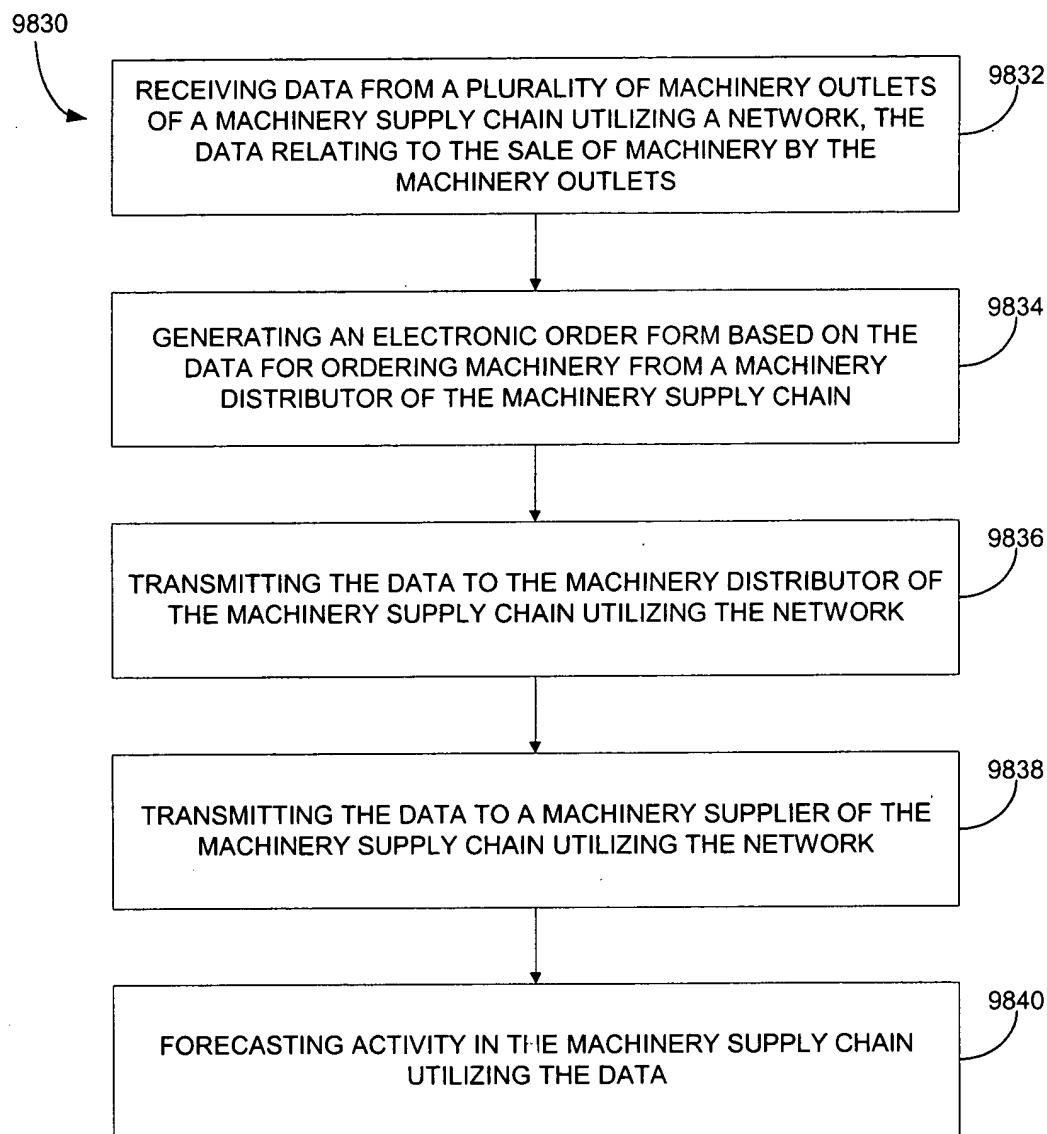 9830
9832
RECEIVING DATA FROM A PLURALITY OF MACHINERY OUTLETS
OF A MACHINERY SUPPLY CHAIN UTILIZING A NETWORK, THE
DATA RELATING TO THE SALE OF MACHINERY BY THE
MACHINERY OUTLETS
9834
GENERATING AN ELECTRONIC ORDER FORM BASED ON THE
DATA FOR ORDERING MACHINERY FROM A MACHINERY
DISTRIBUTOR OF THE MACHINERY SUPPLY CHAIN
9836
TRANSMITTING THE DATA TO THE MACHINERY DISTRIBUTOR OF
THE MACHINERY SUPPLY CHAIN UTILIZING THE NETWORK
9838
TRANSMITTING THE DATA TO A MACHINERY SUPPLIER OF THE
MACHINERY SUPPLY CHAIN UTILIZING THE NETWORK
9840
FORECASTING ACTIVITY IN THE MACHINERY SUPPLY CHAIN
UTILIZING THE DATA